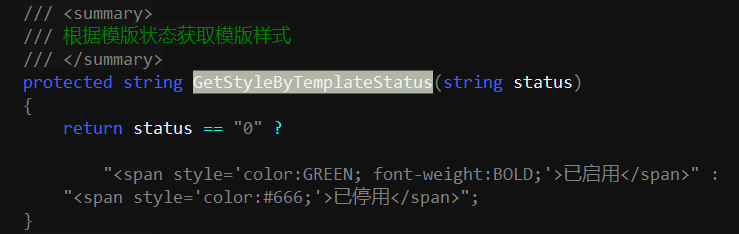 /// <summary>
/// 根据模版状态获取模版样式
/// </summary>
protected string GetStyleByTemplateStatus(string status)
{
return status == "0" ?
"<span style='color:GREEN; font-weight:BOLD;'>已启用</span>" :
"<span style='color:#666;'>已停用</span>";
}